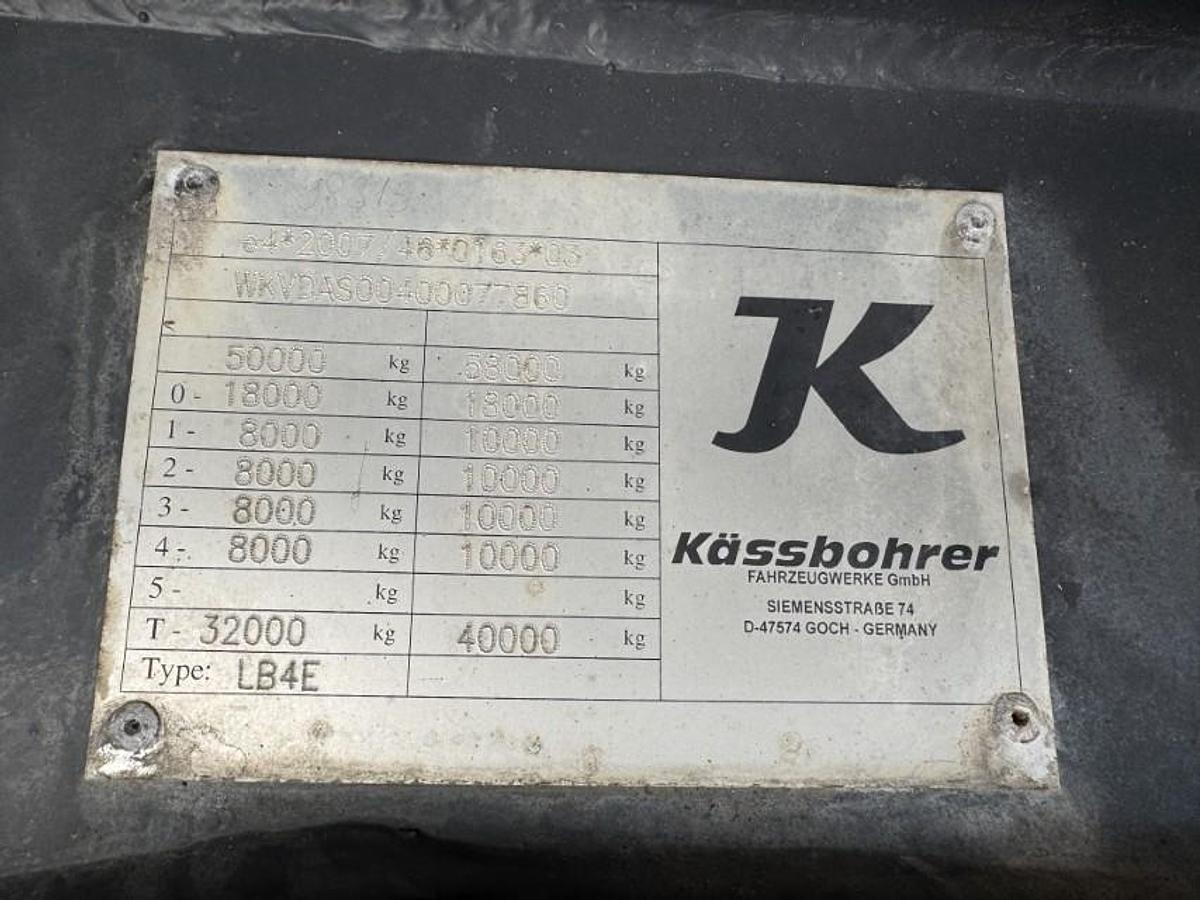 e4*2007/46*0163*03
WKVDAS00400077860
50000 kg 58000 kg
0 - 18000 kg 18000 kg
1 - 8000 kg 10000 kg
2 - 8000 kg 10000 kg
3 - 8000 kg 10000 kg
4 - 8000 kg 10000 kg
5 - kg kg
T - 32000 kg 40000 kg
Type: LB4E
K
Kässbohrer
FAHRZEUGWERKE GmbH
SIEMENSSTRAßE 74
D-47574 GOCH - GERMANY